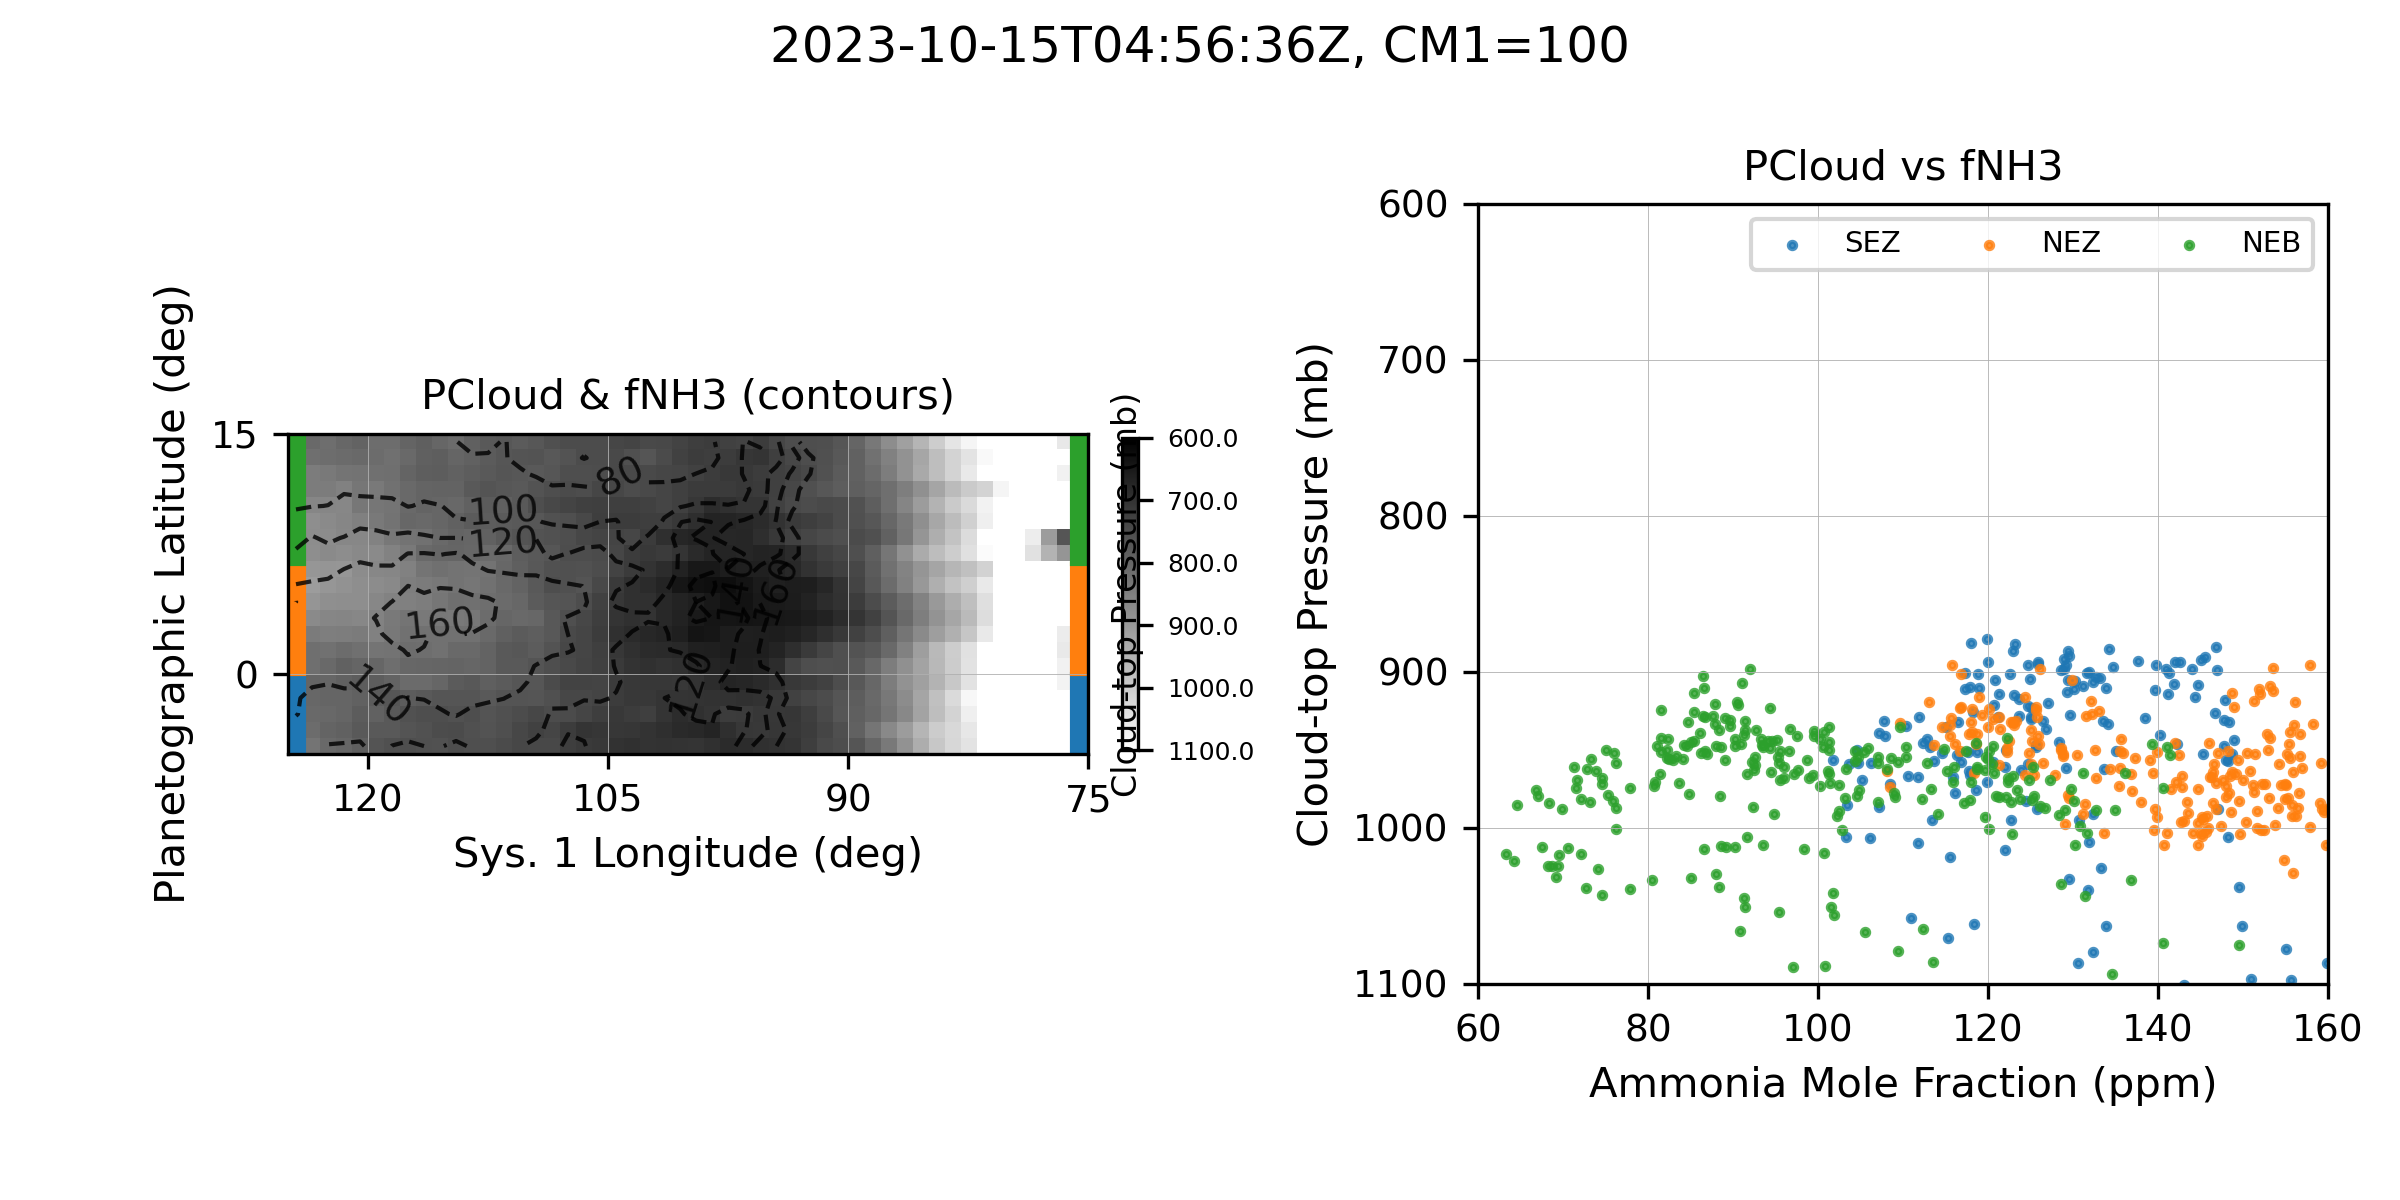 2023-10-15T04:56:36Z, CM1=100
PCloud & fNH3 (contours)
Planetographic Latitude (deg)
15
0
80
100
120
160
140
140
160
120
120
105
90
75
Sys. 1 Longitude (deg)
Cloud-top Pressure (mb)
600.0
700.0
800.0
900.0
1000.0
1100.0
PCloud vs fNH3
SEZ NEZ NEB
Cloud-top Pressure (mb)
600
700
800
900
1000
1100
60 80 100 120 140 160
Ammonia Mole Fraction (ppm)